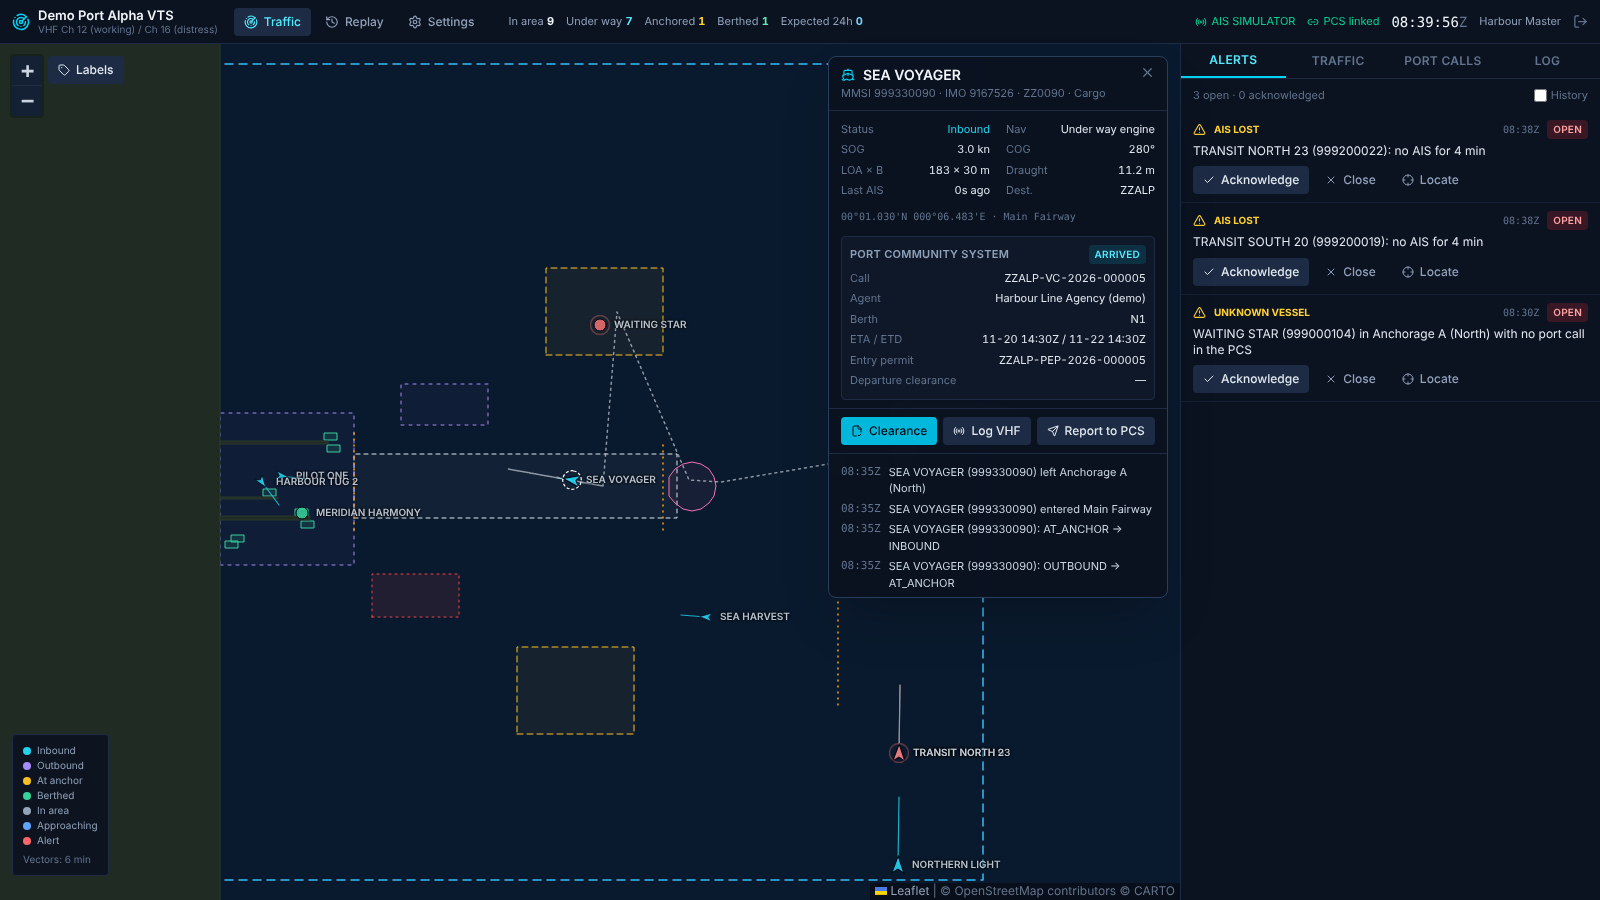 Demo Port Alpha VTS
VHF Ch 12 (working) / Ch 16 (distress)
Traffic
Replay
Settings
In area 9 Under way 7 Anchored 1 Berthed 1 Expected 24h 0
AIS SIMULATOR
PCS linked
08:39:56Z
Harbour Master
+
−
Labels
WAITING STAR
PILOT ONE
HARBOUR TUG 2
SEA VOYAGER
MERIDIAN HARMONY
SEA HARVEST
TRANSIT NORTH 23
NORTHERN LIGHT
Inbound
Outbound
At anchor
Berthed
In area
Approaching
Alert
Vectors: 6 min
Leaflet | © OpenStreetMap contributors © CARTO
SEA VOYAGER
MMSI 999330090 · IMO 9167526 · ZZ0090 · Cargo
Status Inbound Nav Under way engine
SOG 3.0 kn COG 280°
LOA × B 183 × 30 m Draught 11.2 m
Last AIS 0s ago Dest. ZZALP
00°01.030'N 000°06.483'E · Main Fairway
PORT COMMUNITY SYSTEM ARRIVED
Call ZZALP-VC-2026-000005
Agent Harbour Line Agency (demo)
Berth N1
ETA / ETD 11-20 14:30Z / 11-22 14:30Z
Entry permit ZZALP-PEP-2026-000005
Departure clearance —
Clearance Log VHF Report to PCS
08:35Z SEA VOYAGER (999330090) left Anchorage A
(North)
08:35Z SEA VOYAGER (999330090) entered Main Fairway
08:35Z SEA VOYAGER (999330090): AT_ANCHOR →
INBOUND
08:35Z SEA VOYAGER (999330090): OUTBOUND →
AT_ANCHOR
ALERTS TRAFFIC PORT CALLS LOG
3 open · 0 acknowledged History
AIS LOST 08:38Z OPEN
TRANSIT NORTH 23 (999200022): no AIS for 4 min
Acknowledge Close Locate
AIS LOST 08:38Z OPEN
TRANSIT SOUTH 20 (999200019): no AIS for 4 min
Acknowledge Close Locate
UNKNOWN VESSEL 08:30Z OPEN
WAITING STAR (999000104) in Anchorage A (North) with no port call
in the PCS
Acknowledge Close Locate